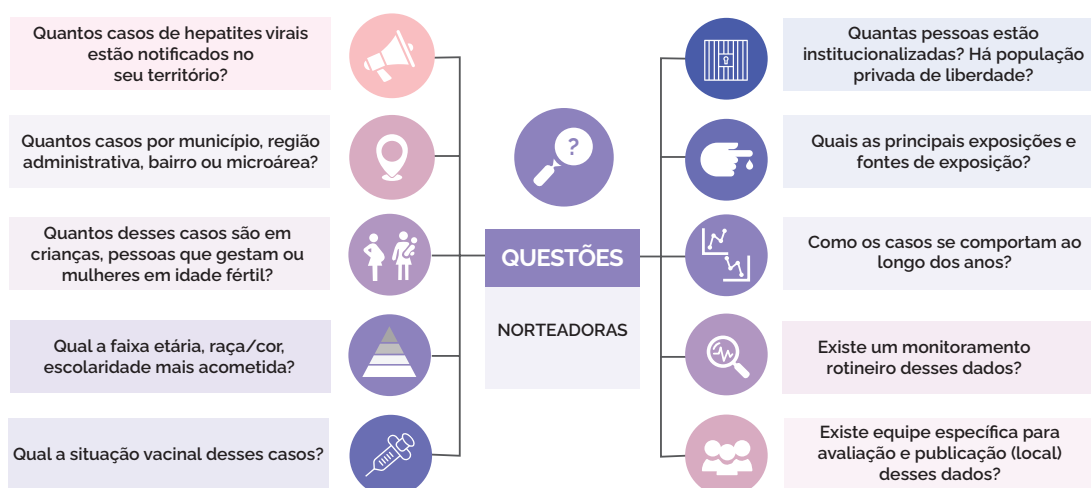 Quantos casos de hepatites virais
estão notificados no
seu território?
Quantos casos por município, região
administrativa, bairro ou microárea?
Quantos desses casos são em
crianças, pessoas que gestam ou
mulheres em idade fértil?
Qual a faixa etária, raça/cor,
escolaridade mais acometida?
Qual a situação vacinal desses casos?
?
QUESTÕES
NORTEADORAS
Quantas pessoas estão
institucionalizadas? Há população
privada de liberdade?
Quais as principais exposições e
fontes de exposição?
Como os casos se comportam ao
longo dos anos?
Existe um monitoramento
rotineiro desses dados?
Existe equipe específica para
avaliação e publicação (local)
desses dados?